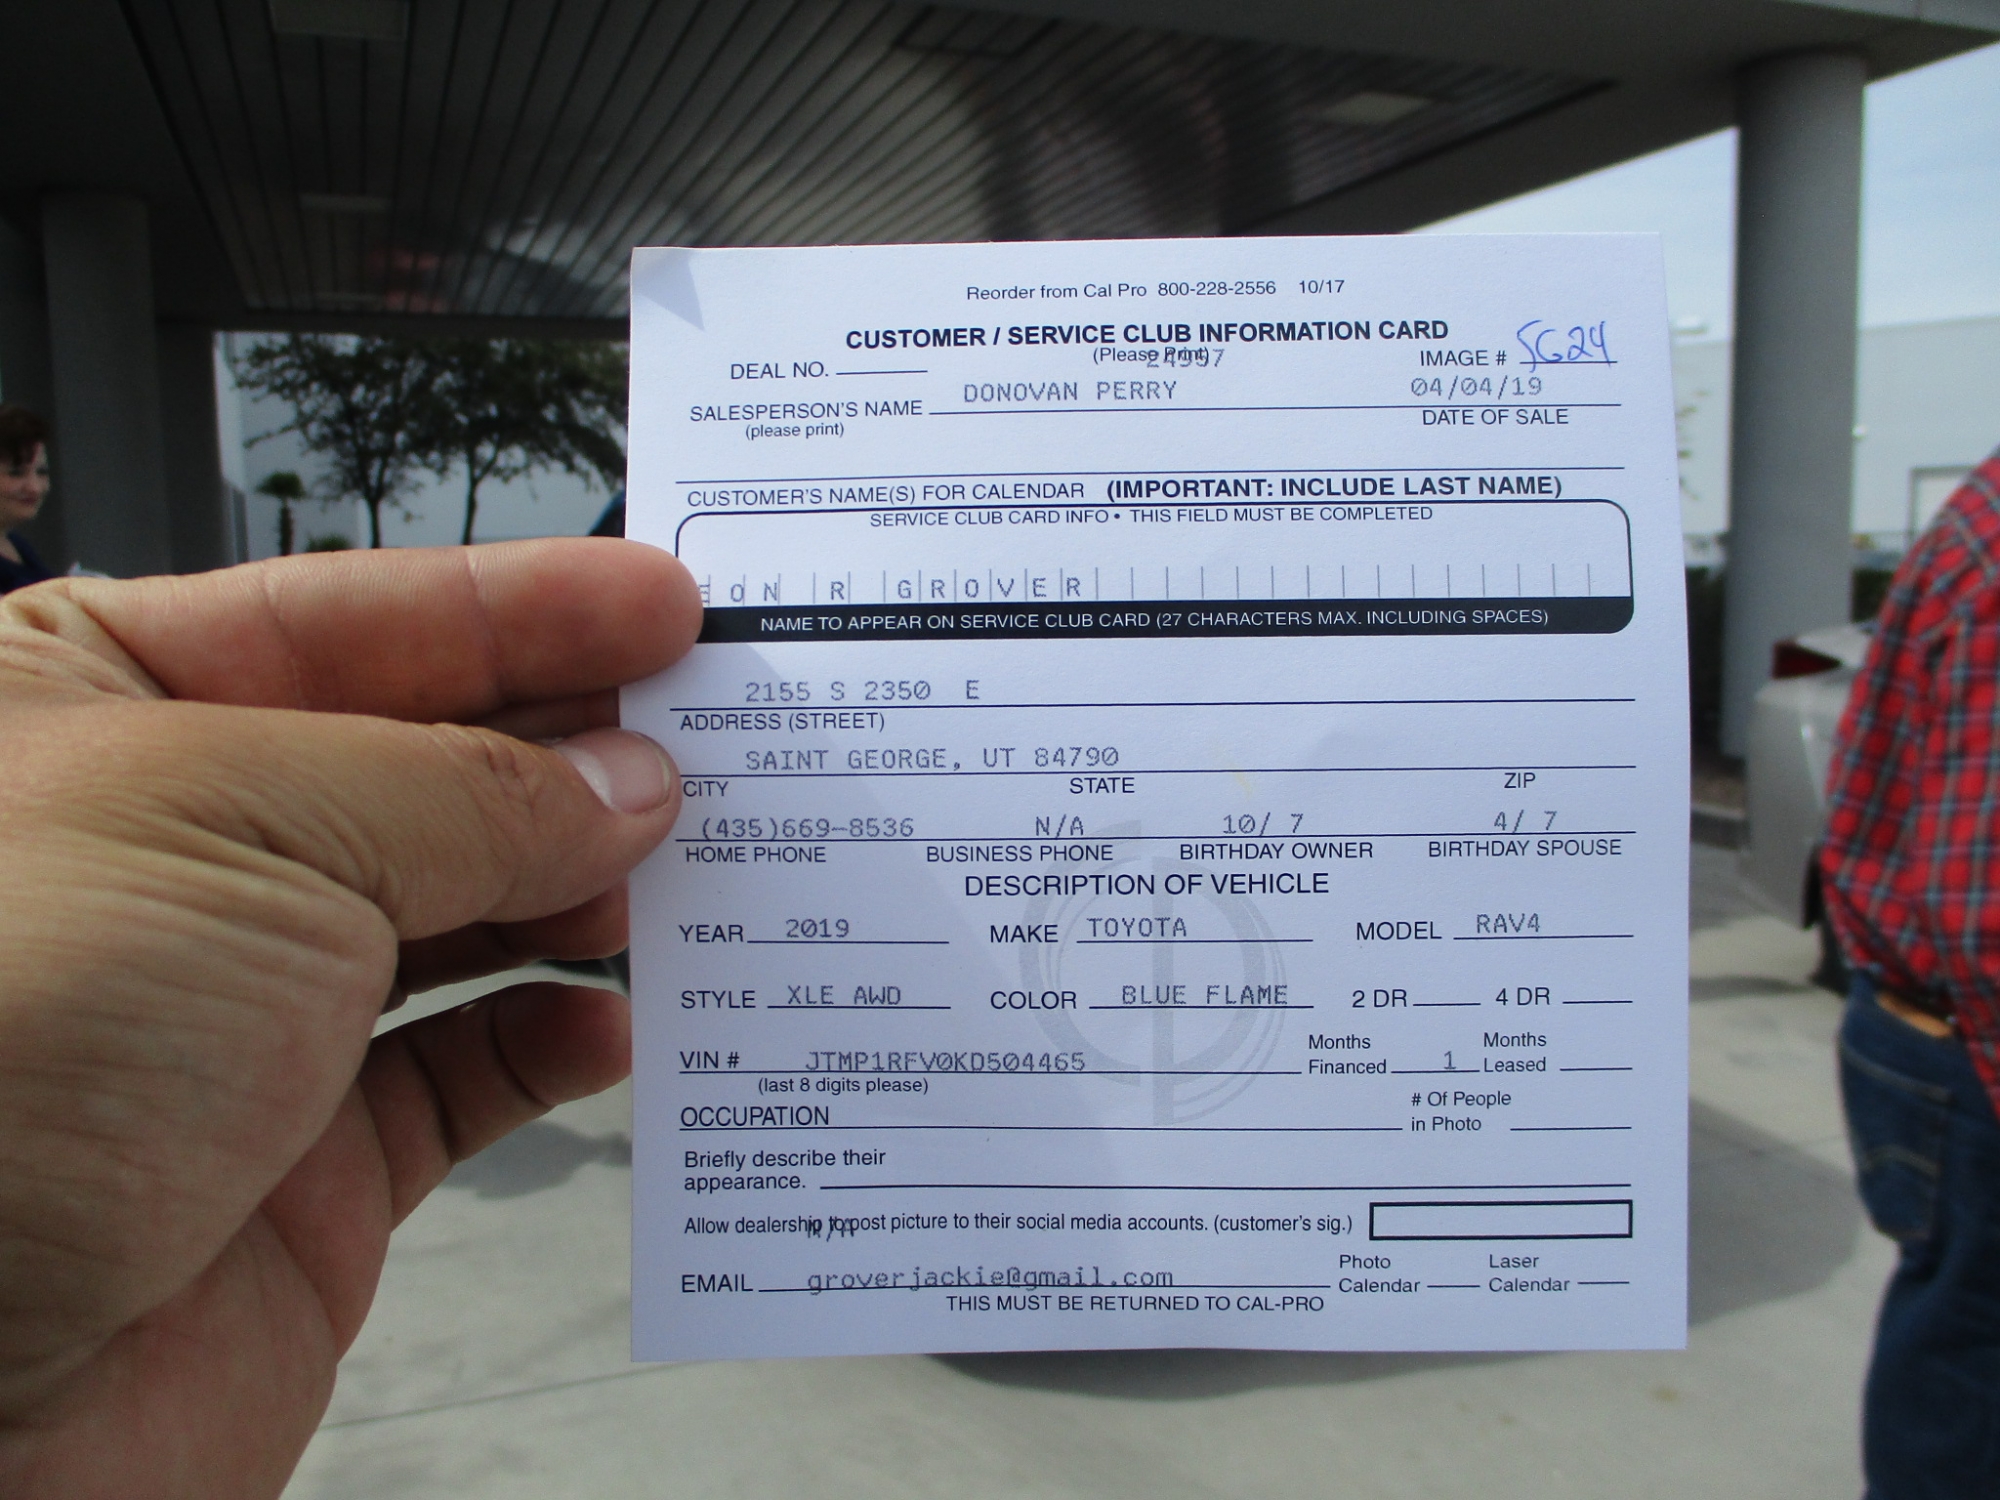 Reorder from Cal Pro 800-228-2556 10/17
CUSTOMER / SERVICE CLUB INFORMATION CARD
(Please Print)
DEAL NO. IMAGE # 5624
DONOVAN PERRY 04/04/19
SALESPERSON'S NAME DATE OF SALE
(please print)
CUSTOMER'S NAME(S) FOR CALENDAR (IMPORTANT: INCLUDE LAST NAME)
SERVICE CLUB CARD INFO • THIS FIELD MUST BE COMPLETED
EON R GROVER
NAME TO APPEAR ON SERVICE CLUB CARD (27 CHARACTERS MAX. INCLUDING SPACES)
2155 S 2350 E
ADDRESS (STREET)
SAINT GEORGE, UT 84790
CITY STATE ZIP
(435)669-8536 N/A 10/ 7 4/ 7
HOME PHONE BUSINESS PHONE BIRTHDAY OWNER BIRTHDAY SPOUSE
DESCRIPTION OF VEHICLE
YEAR 2019 MAKE TOYOTA MODEL RAV4
STYLE XLE AWD COLOR BLUE FLAME 2 DR 4 DR
VIN # JTMP1RFV0KD504465 Months Financed 1 Months Leased
(last 8 digits please)
OCCUPATION # Of People in Photo
Briefly describe their
appearance.
Allow dealership to post picture to their social media accounts. (customer's sig.)
N/A
EMAIL groverjackie@gmail.com Photo Calendar Laser Calendar
THIS MUST BE RETURNED TO CAL-PRO